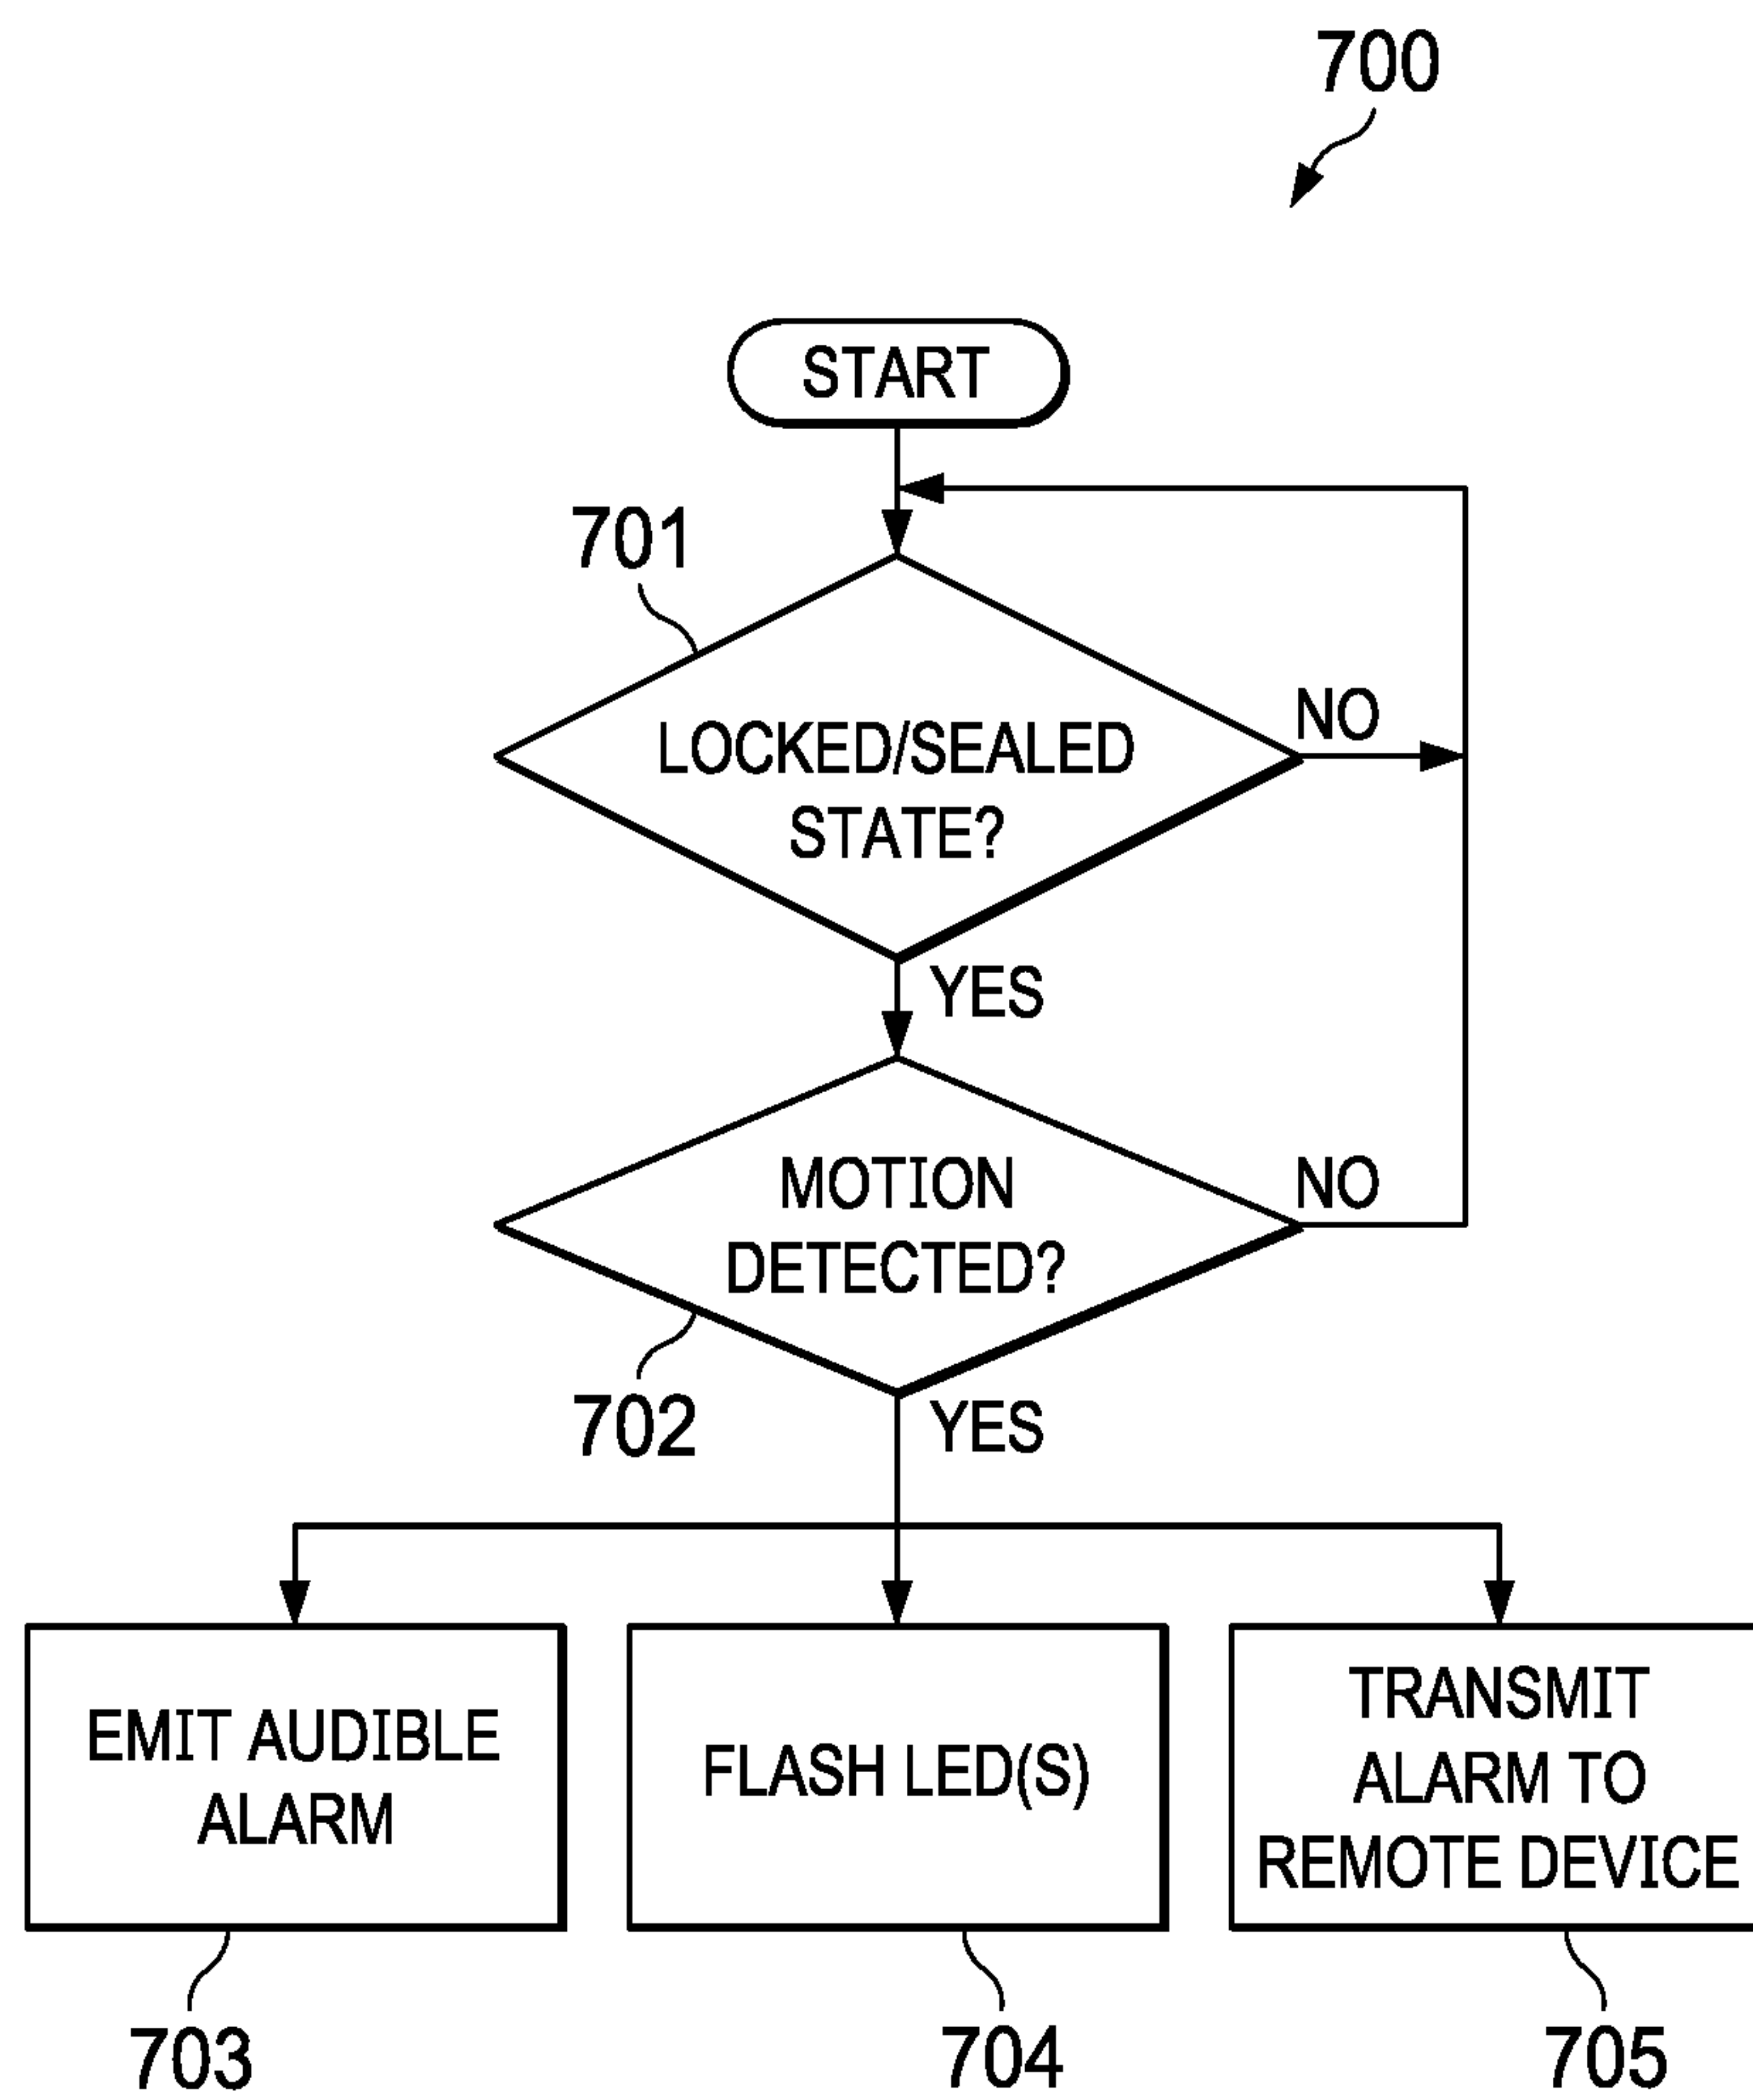 700
START
701
LOCKED/SEALED
STATE?
NO
YES
MOTION
DETECTED?
NO
702
YES
EMIT AUDIBLE
ALARM
FLASH LED(S)
TRANSMIT
ALARM TO
REMOTE DEVICE
703
704
705